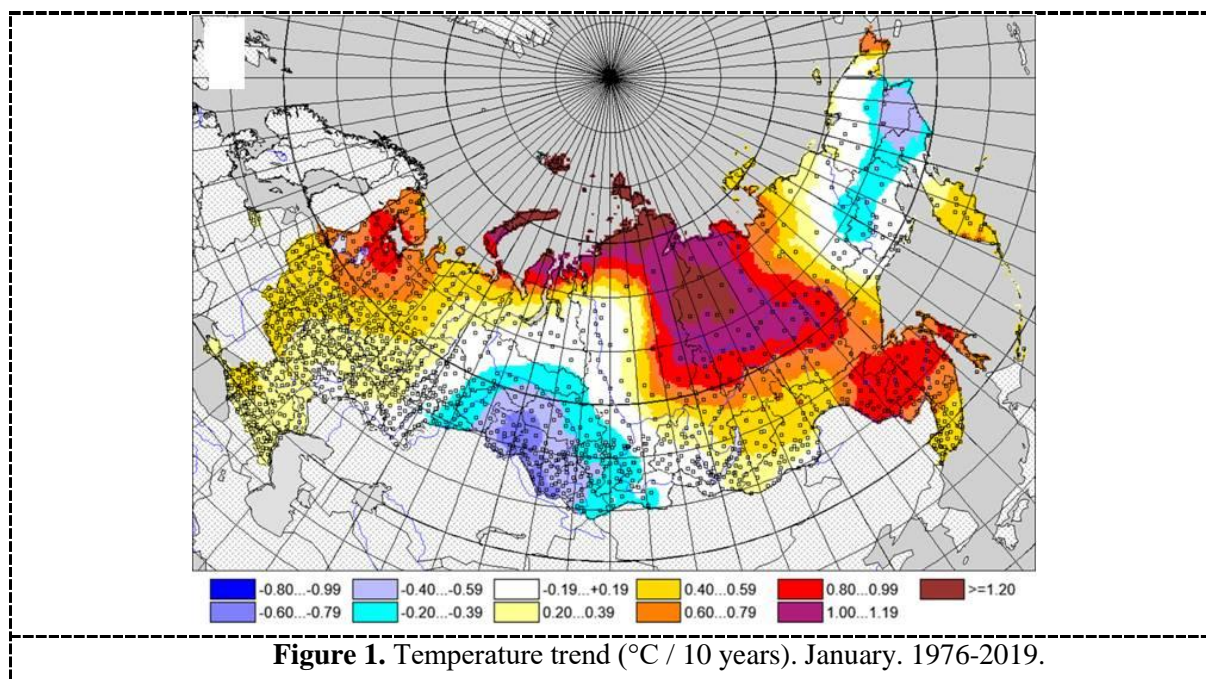 -0.80...-0.99 -0.40...-0.59 -0.19...+0.19 0.40...0.59 0.80...0.99 >=1.20
-0.60...-0.79 -0.20...-0.39 0.20...0.39 0.60...0.79 1.00...1.19
Figure 1. Temperature trend (°C / 10 years). January. 1976-2019.